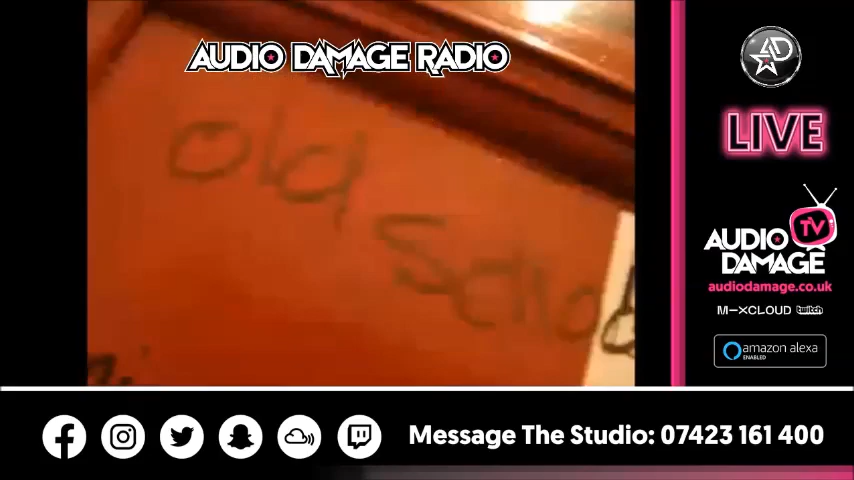 AUDIO DAMAGE RADIO
Old
School
AD
LIVE
TV
AUDIO
DAMAGE
audiodamage.co.uk
MIXCLOUD twitch
amazon alexa
ENABLED
Message The Studio: 07423 161 400